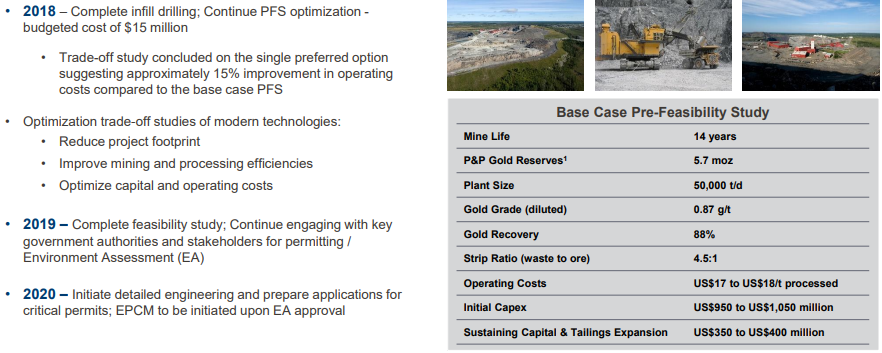 • 2018 – Complete infill drilling; Continue PFS optimization -
budgeted cost of $15 million
• Trade-off study concluded on the single preferred option
suggesting approximately 15% improvement in operating
costs compared to the base case PFS
• Optimization trade-off studies of modern technologies:
• Reduce project footprint
• Improve mining and processing efficiencies
• Optimize capital and operating costs
• 2019 – Complete feasibility study; Continue engaging with key
government authorities and stakeholders for permitting /
Environment Assessment (EA)
• 2020 – Initiate detailed engineering and prepare applications for
critical permits; EPCM to be initiated upon EA approval
Base Case Pre-Feasibility Study
Mine Life 14 years
P&P Gold Reserves¹ 5.7 moz
Plant Size 50,000 t/d
Gold Grade (diluted) 0.87 g/t
Gold Recovery 88%
Strip Ratio (waste to ore) 4.5:1
Operating Costs US$17 to US$18/t processed
Initial Capex US$950 to US$1,050 million
Sustaining Capital & Tailings Expansion US$350 to US$400 million